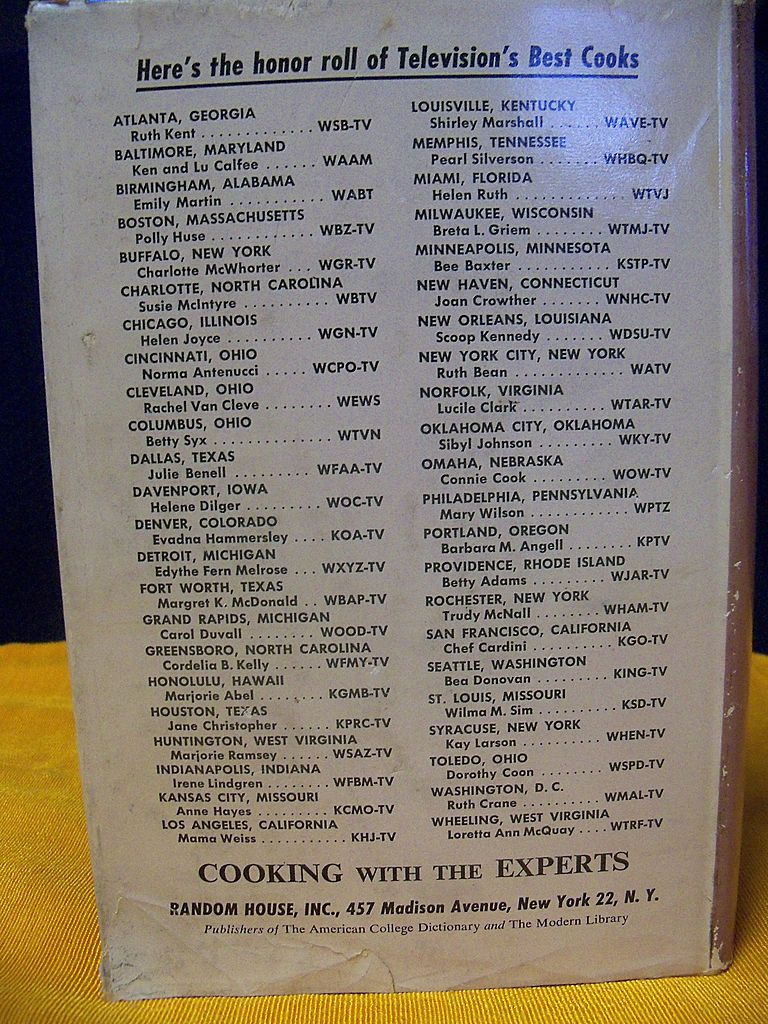 Here's the honor roll of Television's Best Cooks
ATLANTA, GEORGIA
Ruth Kent . . . . . . . . . . . . . WSB-TV
BALTIMORE, MARYLAND
Ken and Lu Calfee . . . . . . WAAM
BIRMINGHAM, ALABAMA
Emily Martin . . . . . . . . . . . WABT
BOSTON, MASSACHUSETTS
Polly Huse . . . . . . . . . . . WBZ-TV
BUFFALO, NEW YORK
Charlotte McWhorter . . . WGR-TV
CHARLOTTE, NORTH CAROLINA
Susie McIntyre . . . . . . . . . . WBTV
CHICAGO, ILLINOIS
Helen Joyce . . . . . . . . . . WGN-TV
CINCINNATI, OHIO
Norma Antenucci . . . . . WCPO-TV
CLEVELAND, OHIO
Rachel Van Cleve . . . . . . . . WEWS
COLUMBUS, OHIO
Betty Syx . . . . . . . . . . . . . . WTVN
DALLAS, TEXAS
Julie Benell . . . . . . . . . WFAA-TV
DAVENPORT, IOWA
Helene Dilger . . . . . . . . . WOC-TV
DENVER, COLORADO
Evadna Hammersley . . . . KOA-TV
DETROIT, MICHIGAN
Edythe Fern Melrose . . . WXYZ-TV
FORT WORTH, TEXAS
Margret K. McDonald . . WBAP-TV
GRAND RAPIDS, MICHIGAN
Carol Duvall . . . . . . . . WOOD-TV
GREENSBORO, NORTH CAROLINA
Cordelia B. Kelly . . . . . . WFMY-TV
HONOLULU, HAWAII
Marjorie Abel . . . . . . . . KGMB-TV
HOUSTON, TEXAS
Jane Christopher . . . . . . KPRC-TV
HUNTINGTON, WEST VIRGINIA
Marjorie Ramsey . . . . . . WSAZ-TV
INDIANAPOLIS, INDIANA
Irene Lindgren . . . . . . . . WFBM-TV
KANSAS CITY, MISSOURI
Anne Hayes . . . . . . . . . KCMO-TV
LOS ANGELES, CALIFORNIA
Mama Weiss . . . . . . . . . . . KHJ-TV
LOUISVILLE, KENTUCKY
Shirley Marshall . . . . . . WAVE-TV
MEMPHIS, TENNESSEE
Pearl Silverson . . . . . . . WHBQ-TV
MIAMI, FLORIDA
Helen Ruth . . . . . . . . . . . . WTVJ
MILWAUKEE, WISCONSIN
Breta L. Griem . . . . . . . . WTMJ-TV
MINNEAPOLIS, MINNESOTA
Bee Baxter . . . . . . . . . . . KSTP-TV
NEW HAVEN, CONNECTICUT
Joan Crowther . . . . . . . WNHC-TV
NEW ORLEANS, LOUISIANA
Scoop Kennedy . . . . . . . WDSU-TV
NEW YORK CITY, NEW YORK
Ruth Bean . . . . . . . . . . . . WATV
NORFOLK, VIRGINIA
Lucile Clark . . . . . . . . . WTAR-TV
OKLAHOMA CITY, OKLAHOMA
Sibyl Johnson . . . . . . . . . WKY-TV
OMAHA, NEBRASKA
Connie Cook . . . . . . . . . WOW-TV
PHILADELPHIA, PENNSYLVANIA
Mary Wilson . . . . . . . . . . . . WPTZ
PORTLAND, OREGON
Barbara M. Angell . . . . . . . . KPTV
PROVIDENCE, RHODE ISLAND
Betty Adams . . . . . . . . . WJAR-TV
ROCHESTER, NEW YORK
Trudy McNall . . . . . . . . WHAM-TV
SAN FRANCISCO, CALIFORNIA
Chef Cardini . . . . . . . . . . KGO-TV
SEATTLE, WASHINGTON
Bea Donovan . . . . . . . . . KING-TV
ST. LOUIS, MISSOURI
Wilma M. Sim . . . . . . . . . KSD-TV
SYRACUSE, NEW YORK
Kay Larson . . . . . . . . . . WHEN-TV
TOLEDO, OHIO
Dorothy Coon . . . . . . . . WSPD-TV
WASHINGTON, D. C.
Ruth Crane . . . . . . . . . . WMAL-TV
WHEELING, WEST VIRGINIA
Loretta Ann McQuay . . . . WTRF-TV
COOKING WITH THE EXPERTS
RANDOM HOUSE, INC., 457 Madison Avenue, New York 22, N. Y.
Publishers of The American College Dictionary and The Modern Library